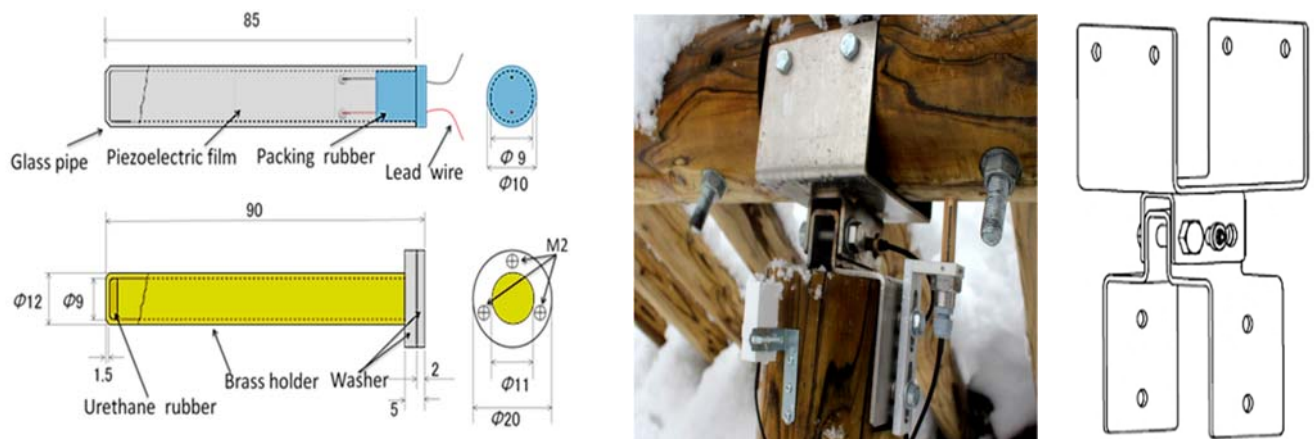 85
Glass pipe
Piezoelectric film
Packing rubber
Lead wire
Φ9
Φ10
90
M2
Φ12
Φ9
1.5
Urethane rubber
Brass holder
Washer
2
5
Φ11
Φ20